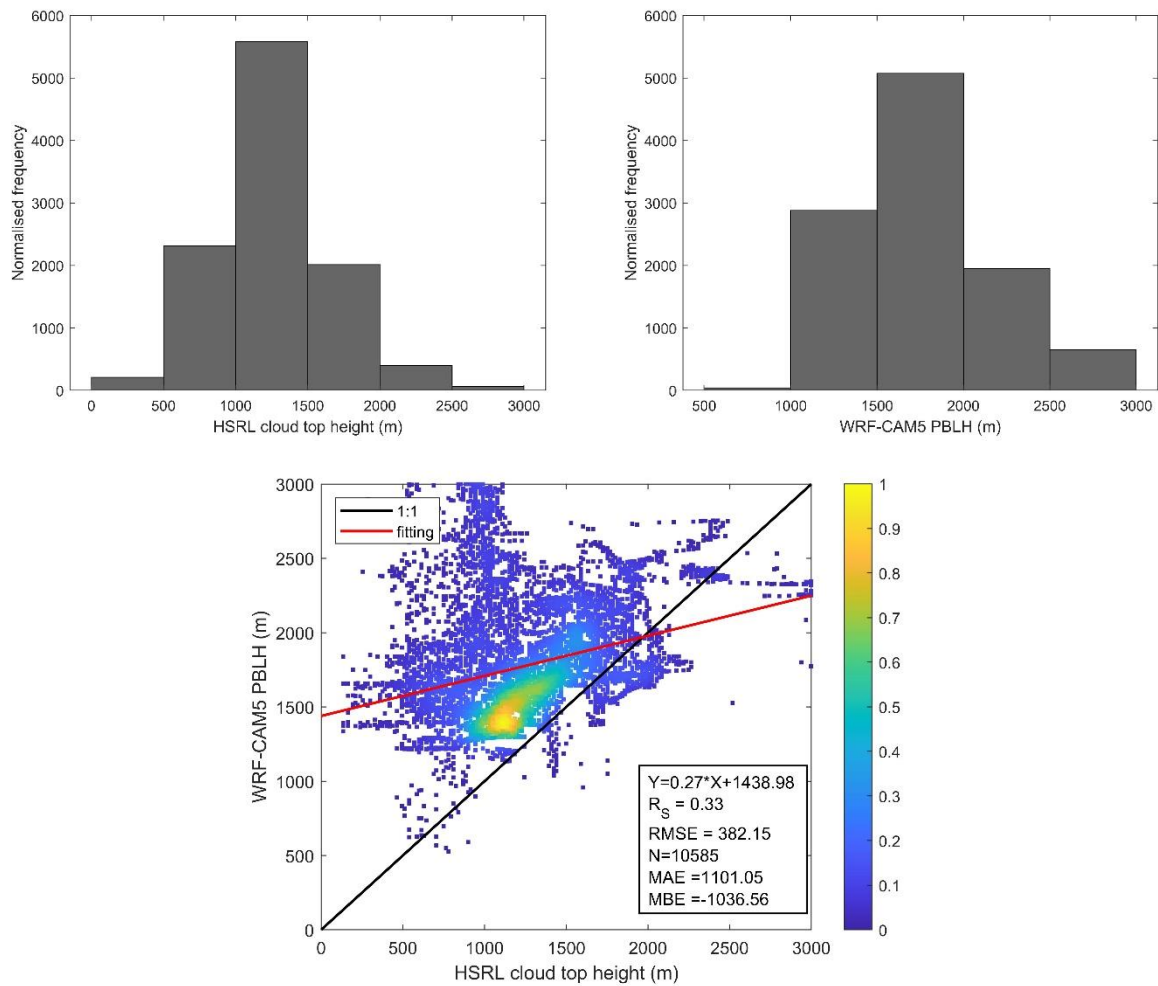 6000
5000
4000
3000
2000
1000
0
Normalised frequency
0 500 1000 1500 2000 2500 3000
HSRL cloud top height (m)
6000
5000
4000
3000
2000
1000
0
Normalised frequency
500 1000 1500 2000 2500 3000
WRF-CAM5 PBLH (m)
3000
2500
2000
1500
1000
500
0
WRF-CAM5 PBLH (m)
1:1
fitting
Y=0.27*X+1438.98
R_S = 0.33
RMSE = 382.15
N=10585
MAE =1101.05
MBE =-1036.56
0 500 1000 1500 2000 2500 3000
HSRL cloud top height (m)
1
0.9
0.8
0.7
0.6
0.5
0.4
0.3
0.2
0.1
0